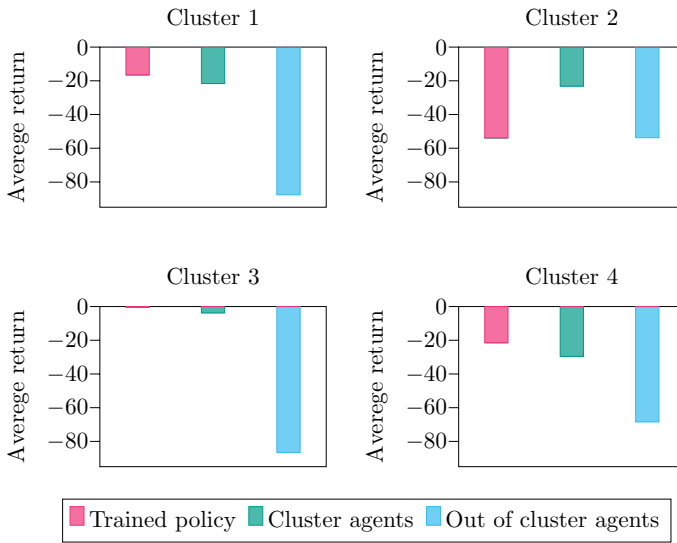 Cluster 1
Cluster 2
Averege return
0
−20
−40
−60
−80
Averege return
0
−20
−40
−60
−80
Cluster 3
Cluster 4
Averege return
0
−20
−40
−60
−80
Averege return
0
−20
−40
−60
−80
Trained policy Cluster agents Out of cluster agents